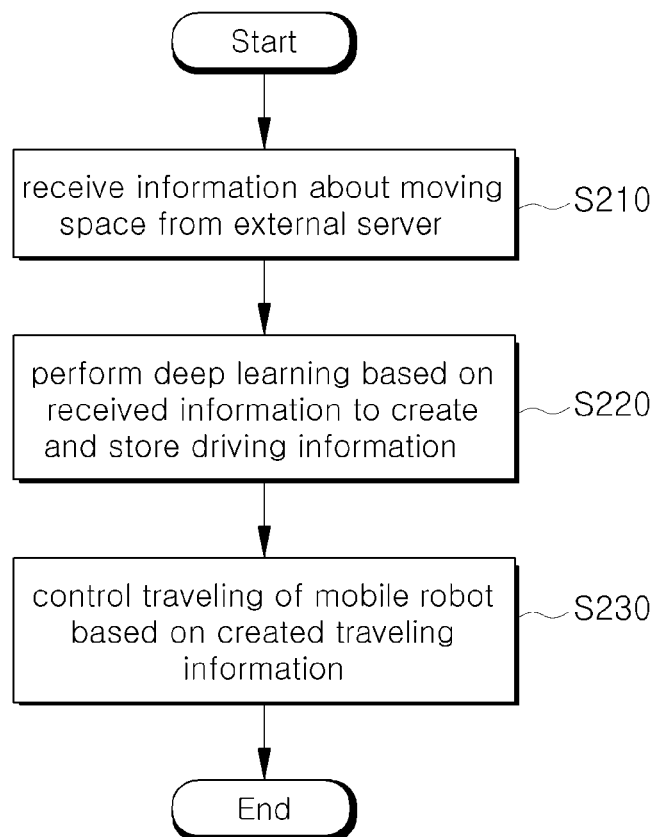 Start
receive information about moving
space from external server
S210
perform deep learning based on
received information to create
and store driving information
S220
control traveling of mobile robot
based on created traveling
information
S230
End